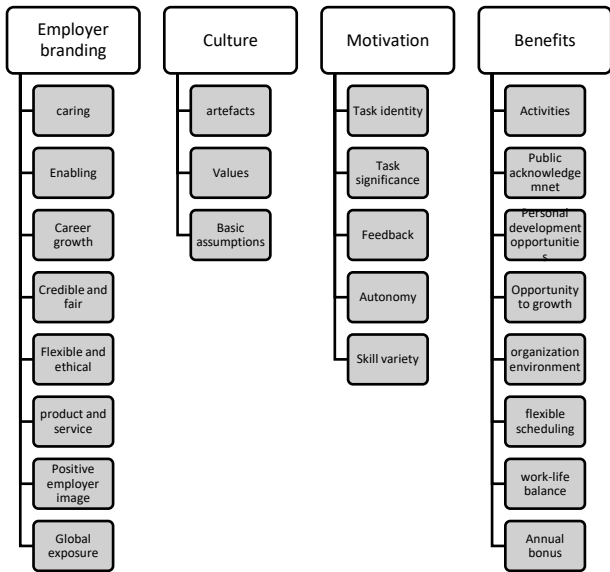 Employer
branding
caring
Enabling
Career
growth
Credible and
fair
Flexible and
ethical
product and
service
Positive
employer
image
Global
exposure
Culture
artefacts
Values
Basic
assumptions
Motivation
Task identity
Task
significance
Feedback
Autonomy
Skill variety
Benefits
Activities
Public
acknowledge
mnet
Personal
development
opportunitie
s
Opportunity
to growth
organization
environment
flexible
scheduling
work-life
balance
Annual
bonus